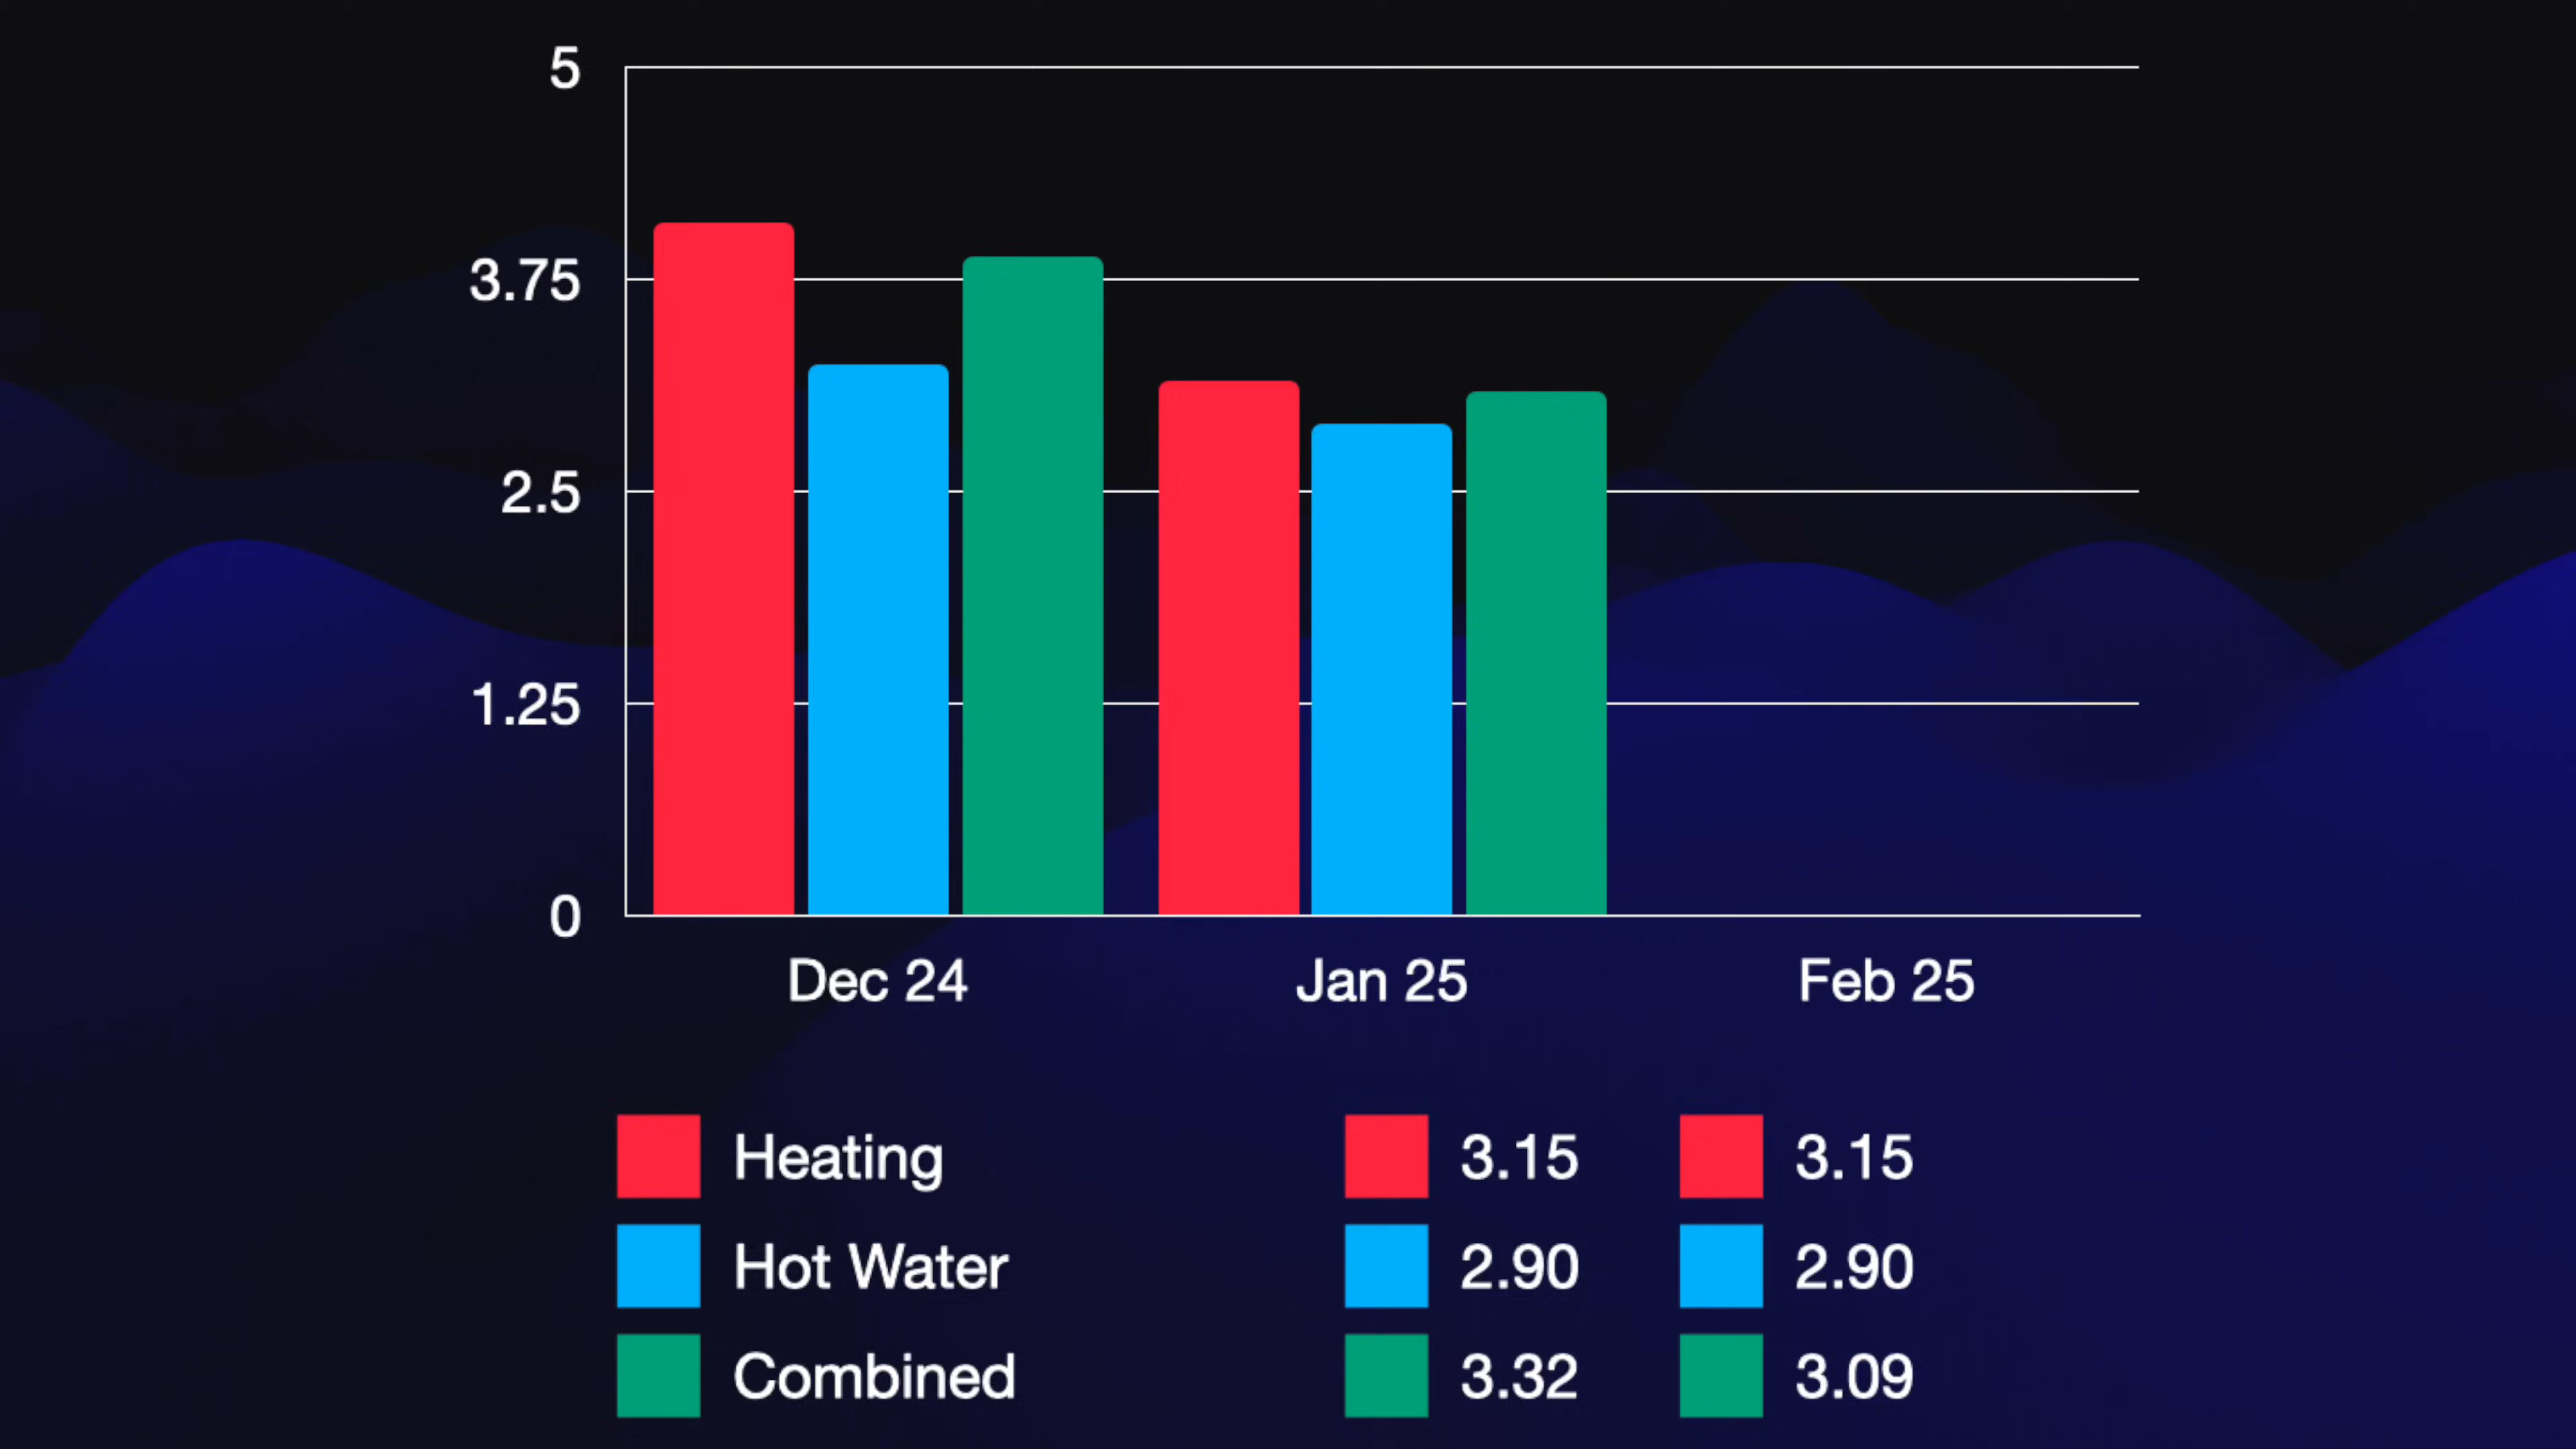 5
3.75
2.5
1.25
0
Dec 24 Jan 25 Feb 25
Heating 3.15 3.15
Hot Water 2.90 2.90
Combined 3.32 3.09